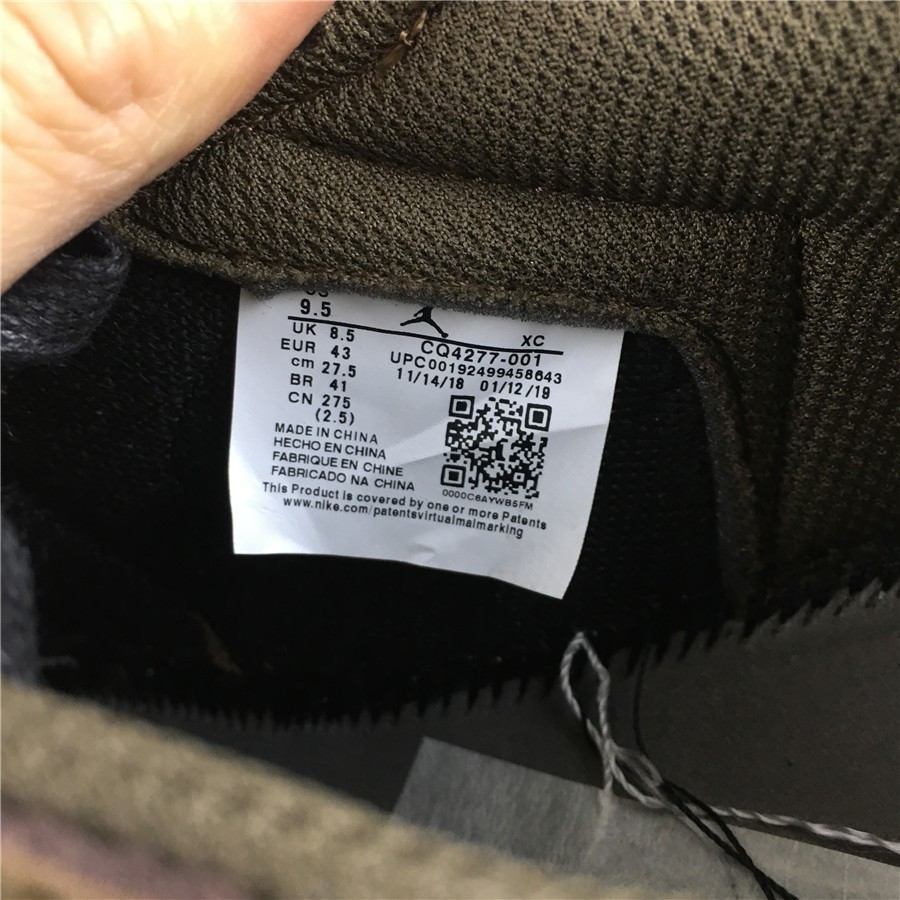 US
9.5
UK 8.5
EUR 43
cm 27.5
BR 41
CN 275
(2.5)
XC
CQ4277-001
UPC00192499458643
11/14/18 01/12/19
MADE IN CHINA
HECHO EN CHINA
FABRIQUE EN CHINE
FABRICADO NA CHINA
0000C6AYWB5FM
This Product is covered by one or more Patents
www.nike.com/patentsvirtualmalmarking